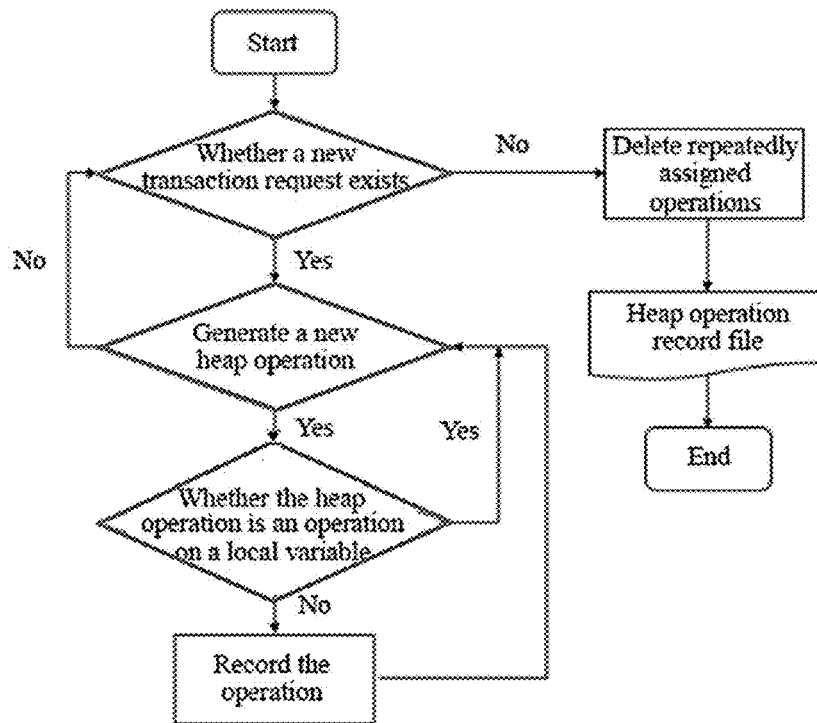 Start
Whether a new
transaction request exists
No
Delete repeatedly
assigned
operations
No
Yes
Generate a new
heap operation
Heap operation
record file
Yes
Yes
End
Whether the heap
operation is an operation
on a local variable
No
Record the
operation